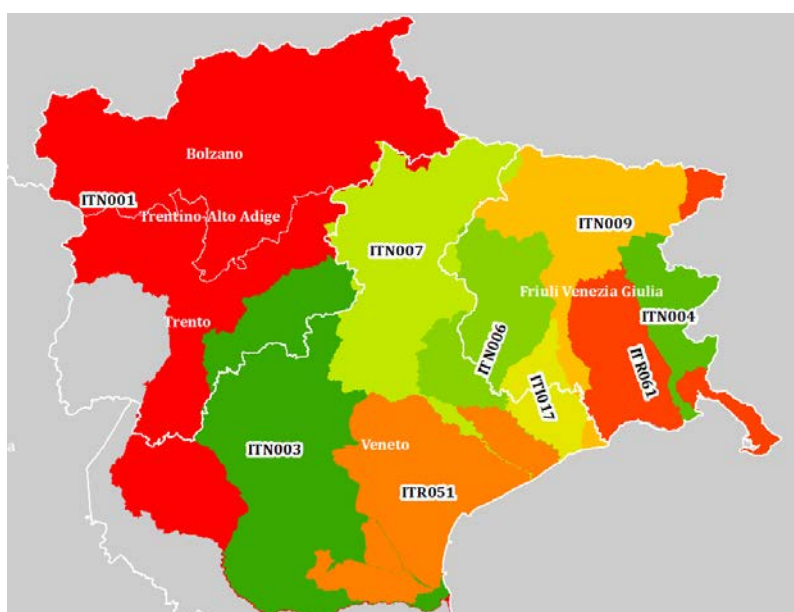 Bolzano
ITN001
Trentino-Alto Adige
ITN009
ITN007
Friuli Venezia Giulia
ITN004
Trento
ITN006
ITR061
ITI017
ITN003
Veneto
ITR051
a